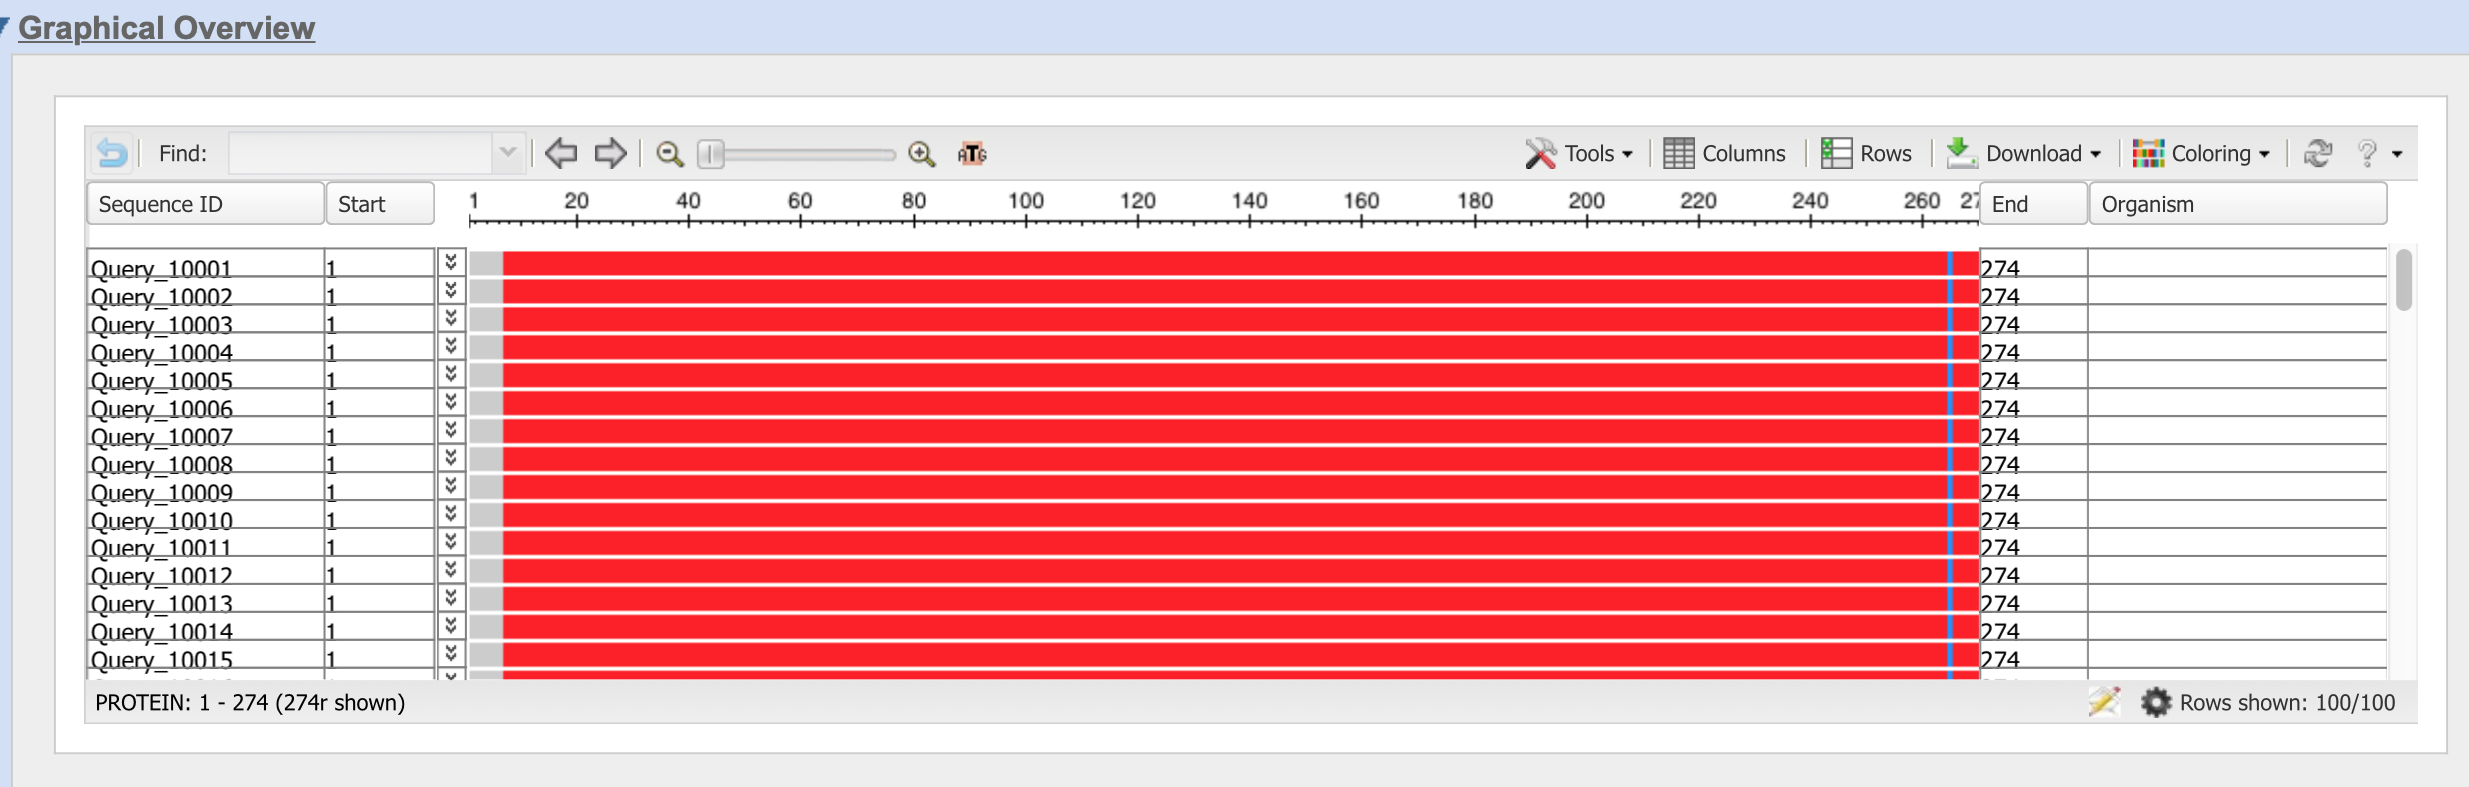 Graphical Overview
Find: Tools Columns Rows Download Coloring ?
Sequence ID Start 1 20 40 60 80 100 120 140 160 180 200 220 240 260 27 End Organism
Query_10001 1 274
Query_10002 1 274
Query_10003 1 274
Query_10004 1 274
Query_10005 1 274
Query_10006 1 274
Query_10007 1 274
Query_10008 1 274
Query_10009 1 274
Query_10010 1 274
Query_10011 1 274
Query_10012 1 274
Query_10013 1 274
Query_10014 1 274
Query_10015 1 274
PROTEIN: 1 - 274 (274r shown) Rows shown: 100/100